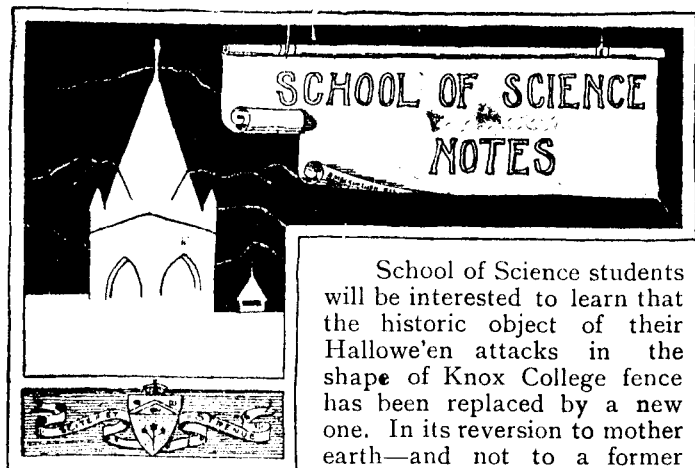 SCHOOL OF SCIENCE
NOTES
School of Science students
will be interested to learn that
the historic object of their
Hallowe'en attacks in the
shape of Knox College fence
has been replaced by a new
one. In its reversion to mother
earth—and not to a former